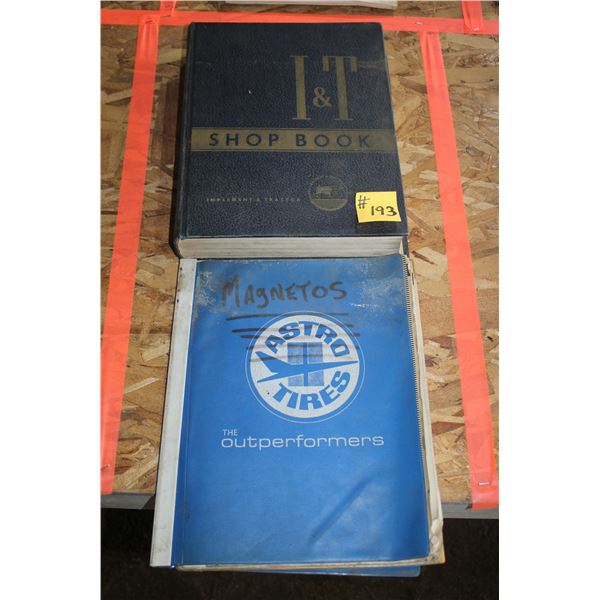 I&T
SHOP BOOK
IMPLEMENT & TRACTOR
# 193
MAGNETOS
ASTRO
TIRES
THE
outperformers